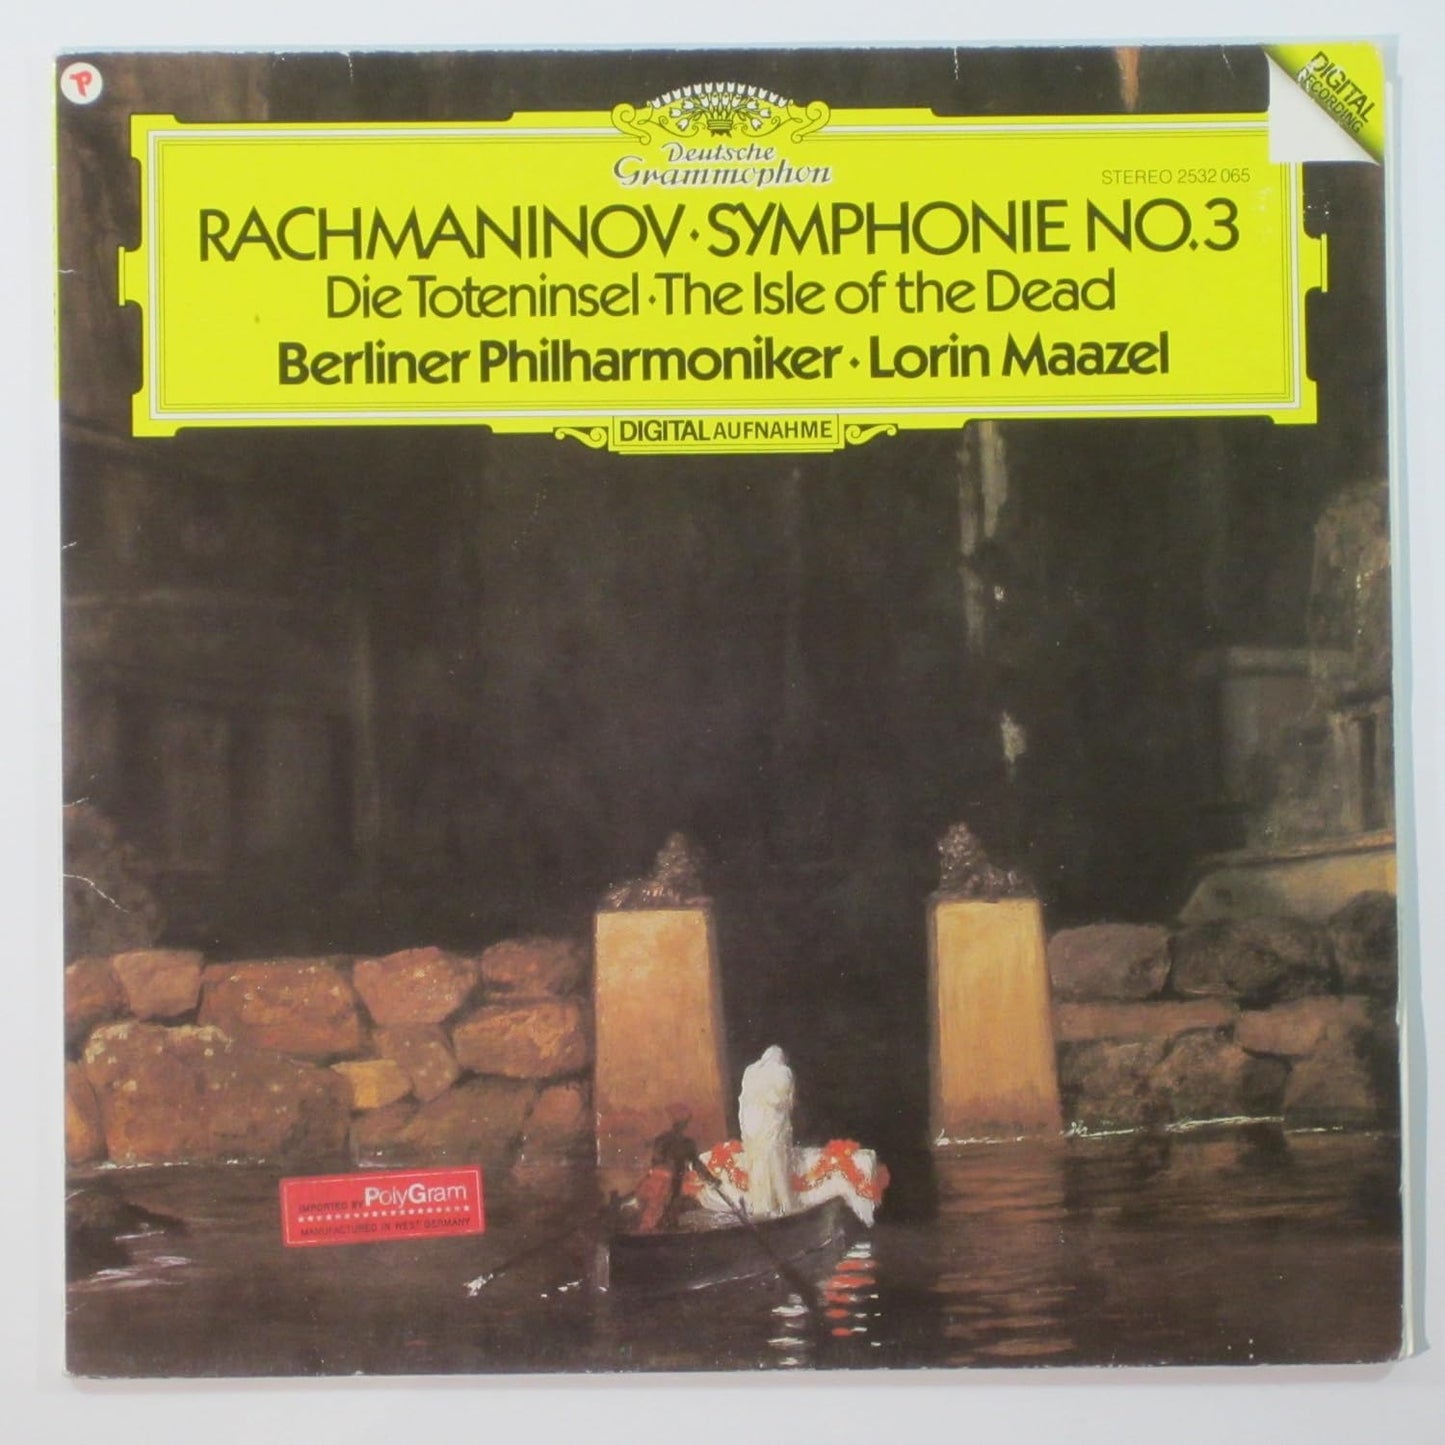 P
DIGITAL
RECORDING
Deutsche
Grammophon
STEREO 2532 065
RACHMANINOV · SYMPHONIE NO.3
Die Toteninsel · The Isle of the Dead
Berliner Philharmoniker · Lorin Maazel
DIGITAL AUFNAHME
IMPORTED BY PolyGram
MANUFACTURED IN WEST GERMANY